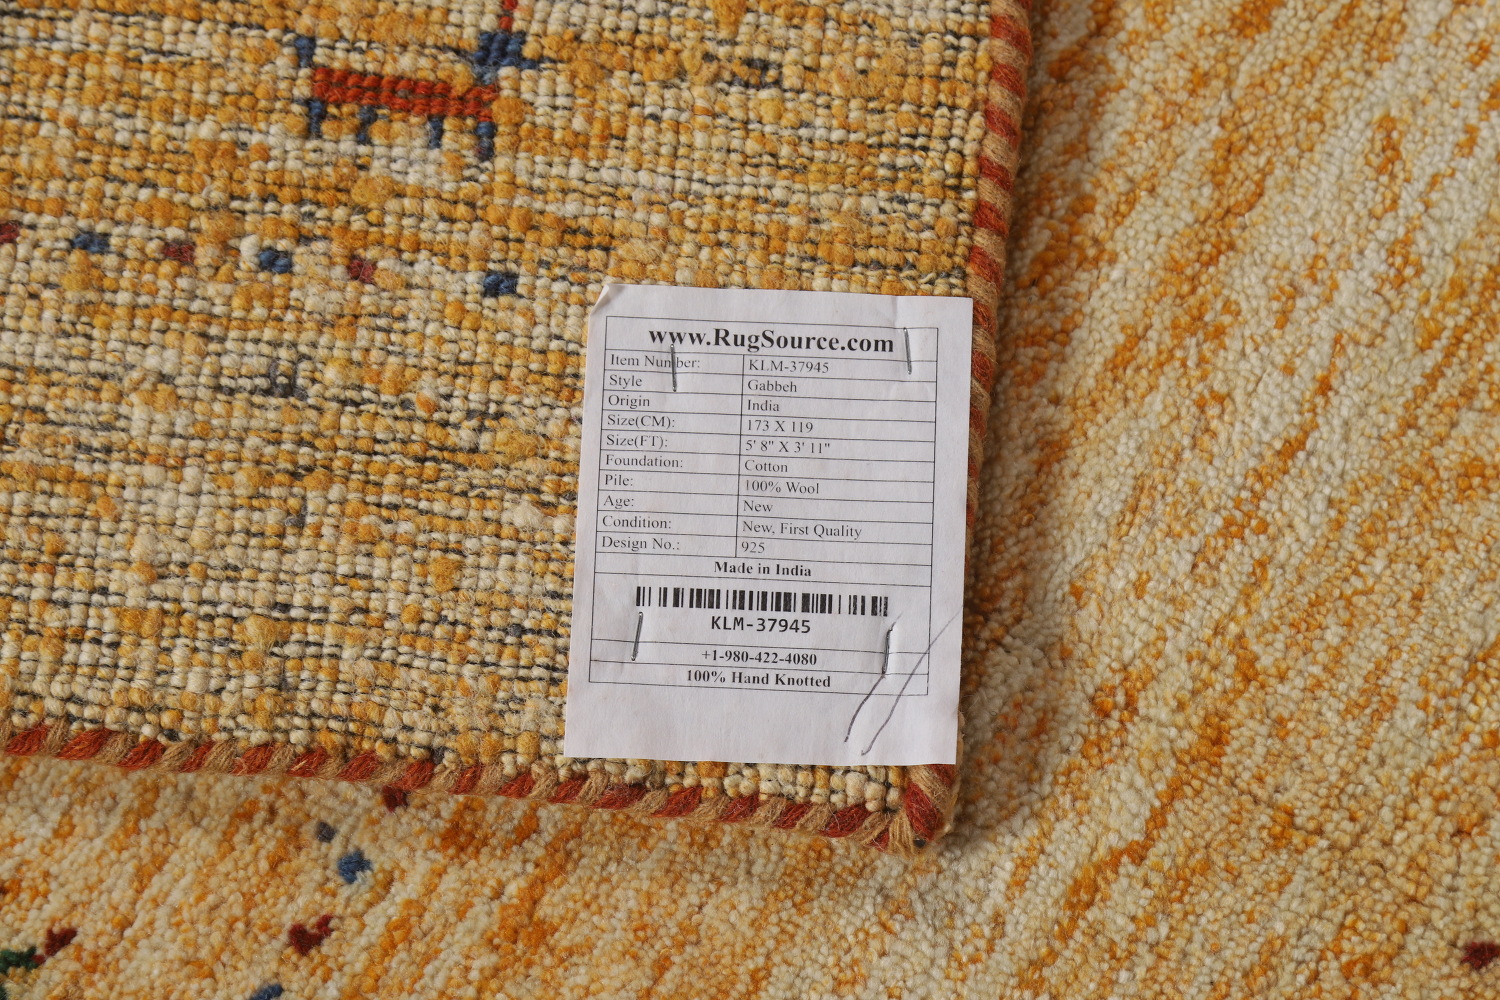 www.RugSource.com
Item Number: KLM-37945
Style Gabbeh
Origin India
Size(CM): 173 X 119
Size(FT): 5' 8" X 3' 11"
Foundation: Cotton
Pile: 100% Wool
Age: New
Condition: New, First Quality
Design No.: 925
Made in India
KLM-37945
+1-980-422-4080
100% Hand Knotted